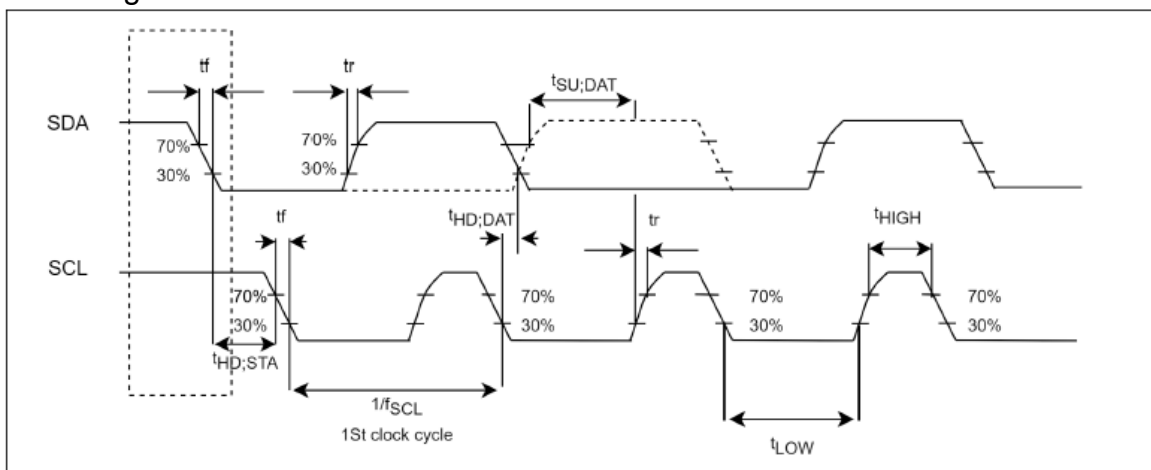 tf
tr
tSU;DAT
SDA
70%
30%
70%
30%
tHD;DAT
tf
tr
tHIGH
SCL
70%
30%
70%
30%
70%
30%
70%
30%
tHD;STA
1/fSCL
1St clock cycle
tLOW